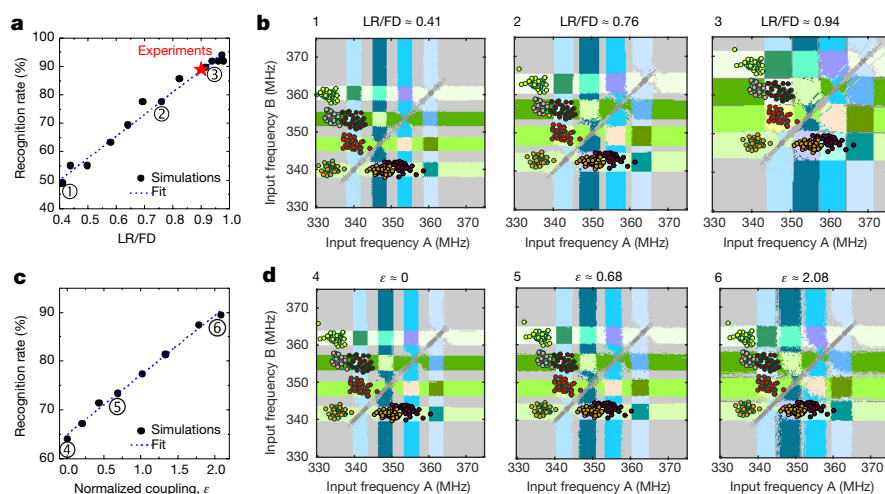 a
Recognition rate (%)
100
90
80
70
60
50
40
Experiments
1
2
3
Simulations
Fit
0.4 0.5 0.6 0.7 0.8 0.9 1.0
LR/FD
b
1 LR/FD ≈ 0.41
Input frequency B (MHz)
370
360
350
340
330
330 340 350 360 370
Input frequency A (MHz)
2 LR/FD ≈ 0.76
330 340 350 360 370
Input frequency A (MHz)
3 LR/FD ≈ 0.94
330 340 350 360 370
Input frequency A (MHz)
c
Recognition rate (%)
90
80
70
60
4
5
6
Simulations
Fit
0.0 0.5 1.0 1.5 2.0
Normalized coupling, ε
d
4 ε ≈ 0
Input frequency B (MHz)
370
360
350
340
330
330 340 350 360 370
Input frequency A (MHz)
5 ε ≈ 0.68
330 340 350 360 370
Input frequency A (MHz)
6 ε ≈ 2.08
330 340 350 360 370
Input frequency A (MHz)